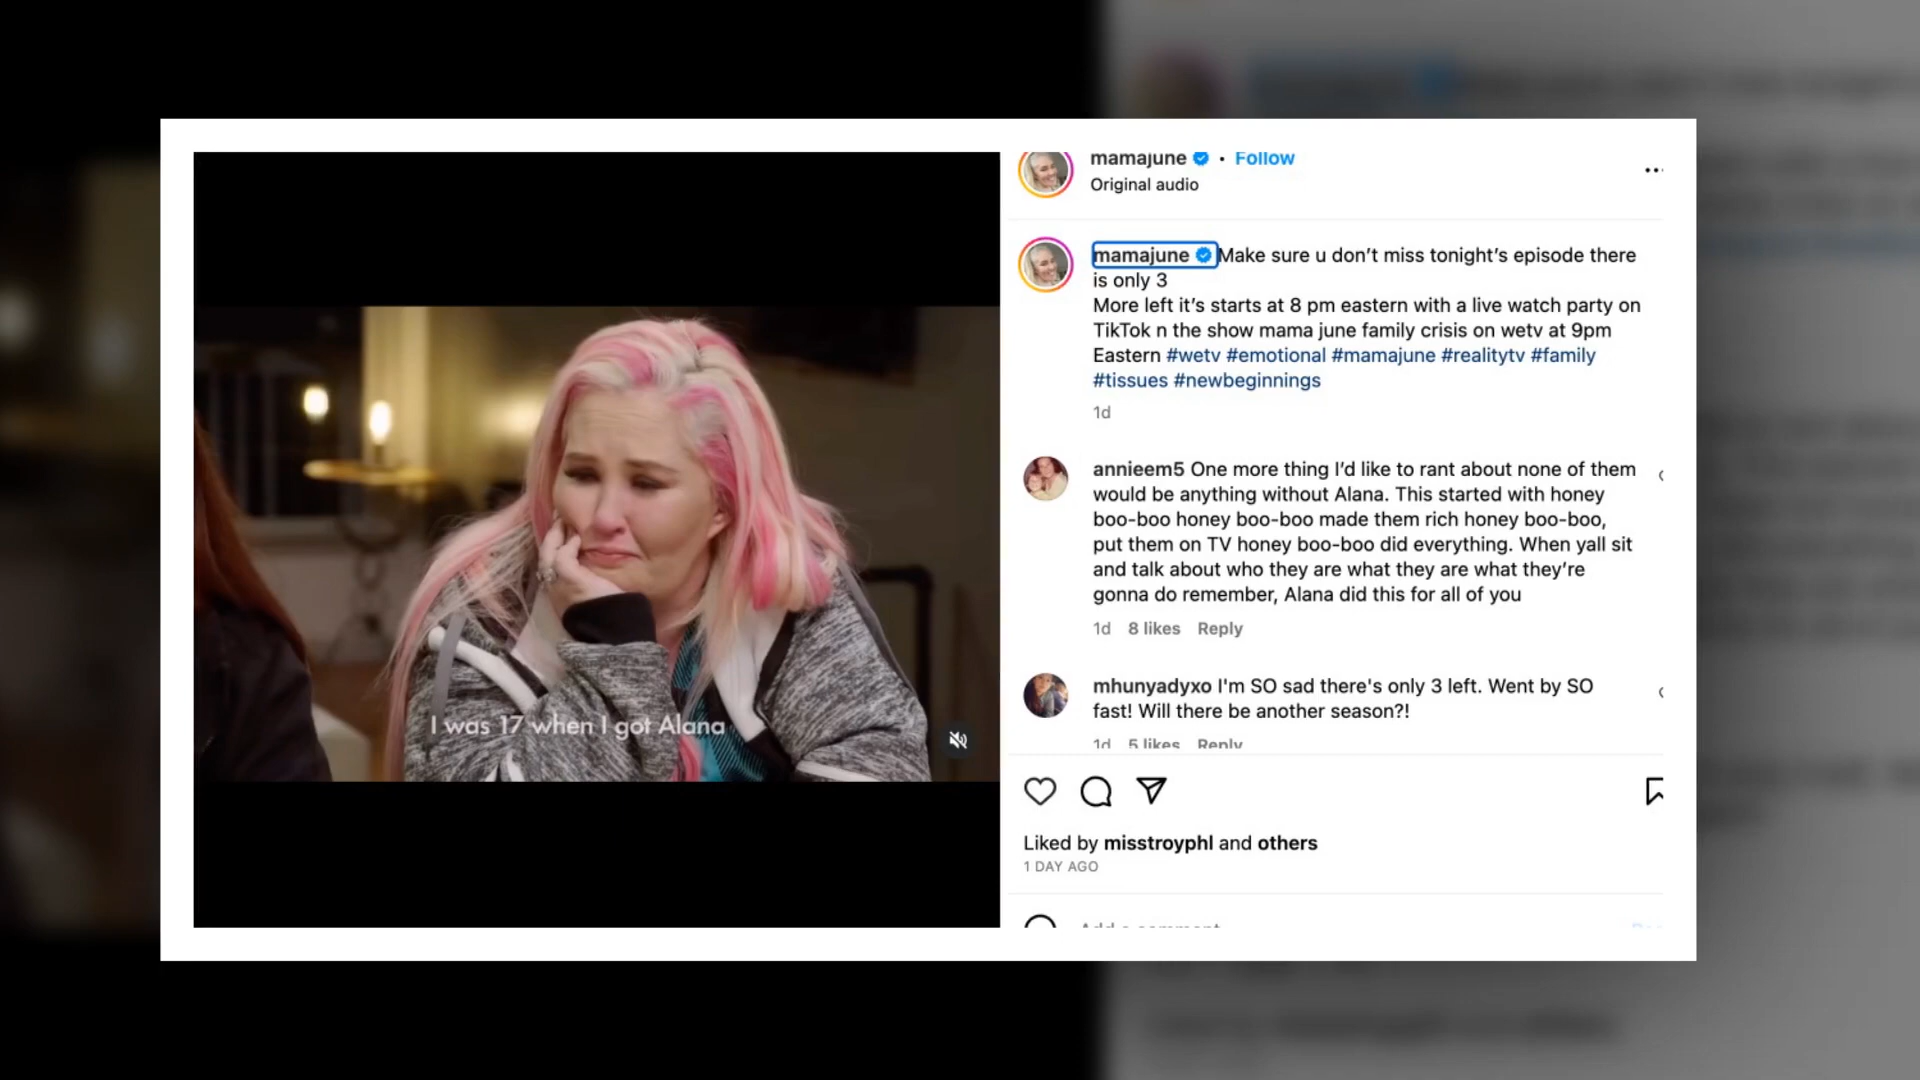 mamajune • Follow
Original audio
mamajune Make sure u don’t miss tonight’s episode there
is only 3
More left it’s starts at 8 pm eastern with a live watch party on
TikTok n the show mama june family crisis on wetv at 9pm
Eastern #wetv #emotional #mamajune #realitytv #family
#tissues #newbeginnings
1d
annieem5 One more thing I’d like to rant about none of them
would be anything without Alana. This started with honey
boo-boo honey boo-boo made them rich honey boo-boo,
put them on TV honey boo-boo did everything. When yall sit
and talk about who they are what they are what they’re
gonna do remember, Alana did this for all of you
1d 8 likes Reply
mhunyadyxo I'm SO sad there's only 3 left. Went by SO
fast! Will there be another season?!
1d 5 likes Reply
I was 17 when I got Alana
Liked by misstroyphl and others
1 DAY AGO
Add a comment